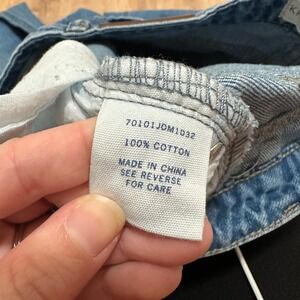 70101JDM1032
100% COTTON
MADE IN CHINA
SEE REVERSE
FOR CARE